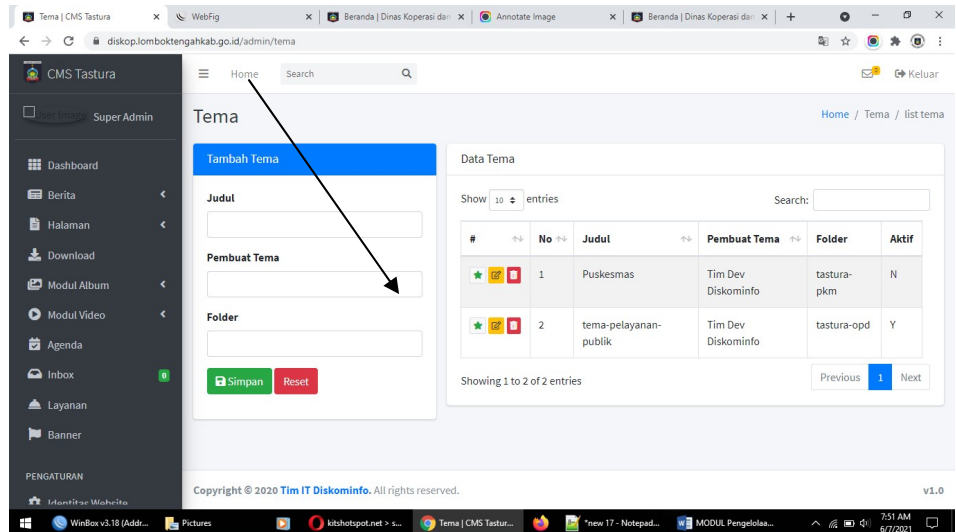 Tema | CMS Tastura
WebFig
Beranda | Dinas Koperasi dan
Annotate Image
Beranda | Dinas Koperasi dan
diskop.lomboktengahkab.go.id/admin/tema
CMS Tastura
Home
Search
Keluar
User Image
Super Admin
Tema
Home / Tema / list tema
Dashboard
Berita
Halaman
Download
Modul Album
Modul Video
Agenda
Inbox 0
Layanan
Banner
PENGATURAN
Identitas Website
Tambah Tema
Judul
Pembuat Tema
Folder
Simpan Reset
Data Tema
Show 10 entries
Search:
# No Judul Pembuat Tema Folder Aktif
1 Puskesmas Tim Dev tastura- N
Diskominfo pkm
2 tema-pelayanan- Tim Dev tastura-opd Y
publik Diskominfo
Showing 1 to 2 of 2 entries
Previous 1 Next
Copyright © 2020 Tim IT Diskominfo. All rights reserved.
v1.0
WinBox v3.18 (Addr...
Pictures
kitshotspot.net > s...
Tema | CMS Tastur...
*new 17 - Notepad...
MODUL Pengelolaa...
7:51 AM
6/7/2021